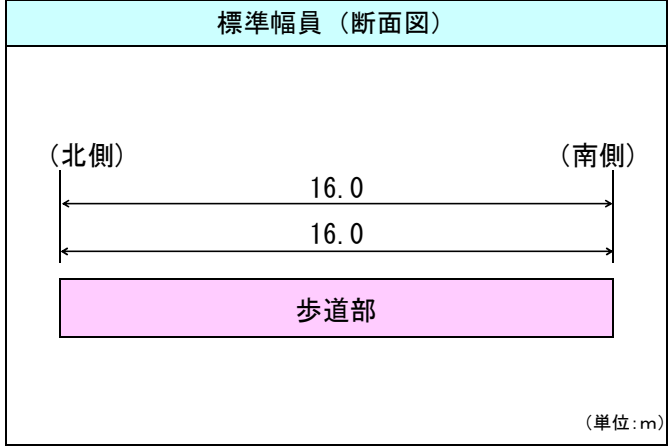 標準幅員（断面図）
（北側） （南側）
16.0
16.0
歩道部
（単位:m）